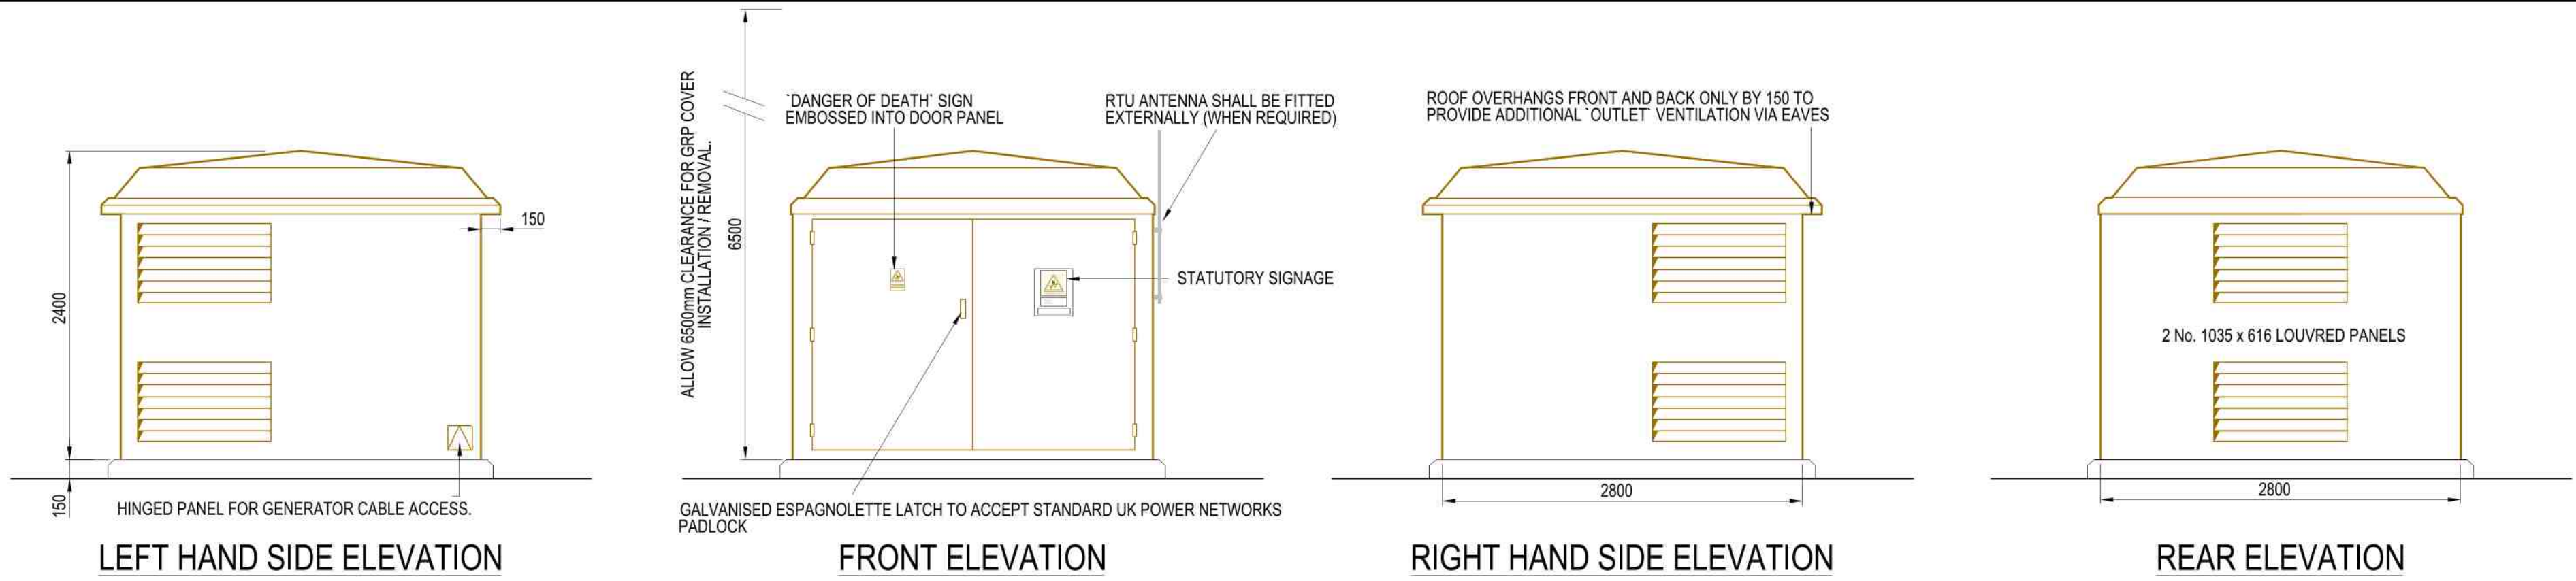 2400
150
150
HINGED PANEL FOR GENERATOR CABLE ACCESS.
LEFT HAND SIDE ELEVATION
ALLOW 6500mm CLEARANCE FOR GRP COVER
INSTALLATION / REMOVAL.
6500
`DANGER OF DEATH` SIGN
EMBOSSED INTO DOOR PANEL
RTU ANTENNA SHALL BE FITTED
EXTERNALLY (WHEN REQUIRED)
STATUTORY SIGNAGE
GALVANISED ESPAGNOLETTE LATCH TO ACCEPT STANDARD UK POWER NETWORKS
PADLOCK
FRONT ELEVATION
ROOF OVERHANGS FRONT AND BACK ONLY BY 150 TO
PROVIDE ADDITIONAL `OUTLET` VENTILATION VIA EAVES
2800
RIGHT HAND SIDE ELEVATION
2 No. 1035 x 616 LOUVRED PANELS
2800
REAR ELEVATION